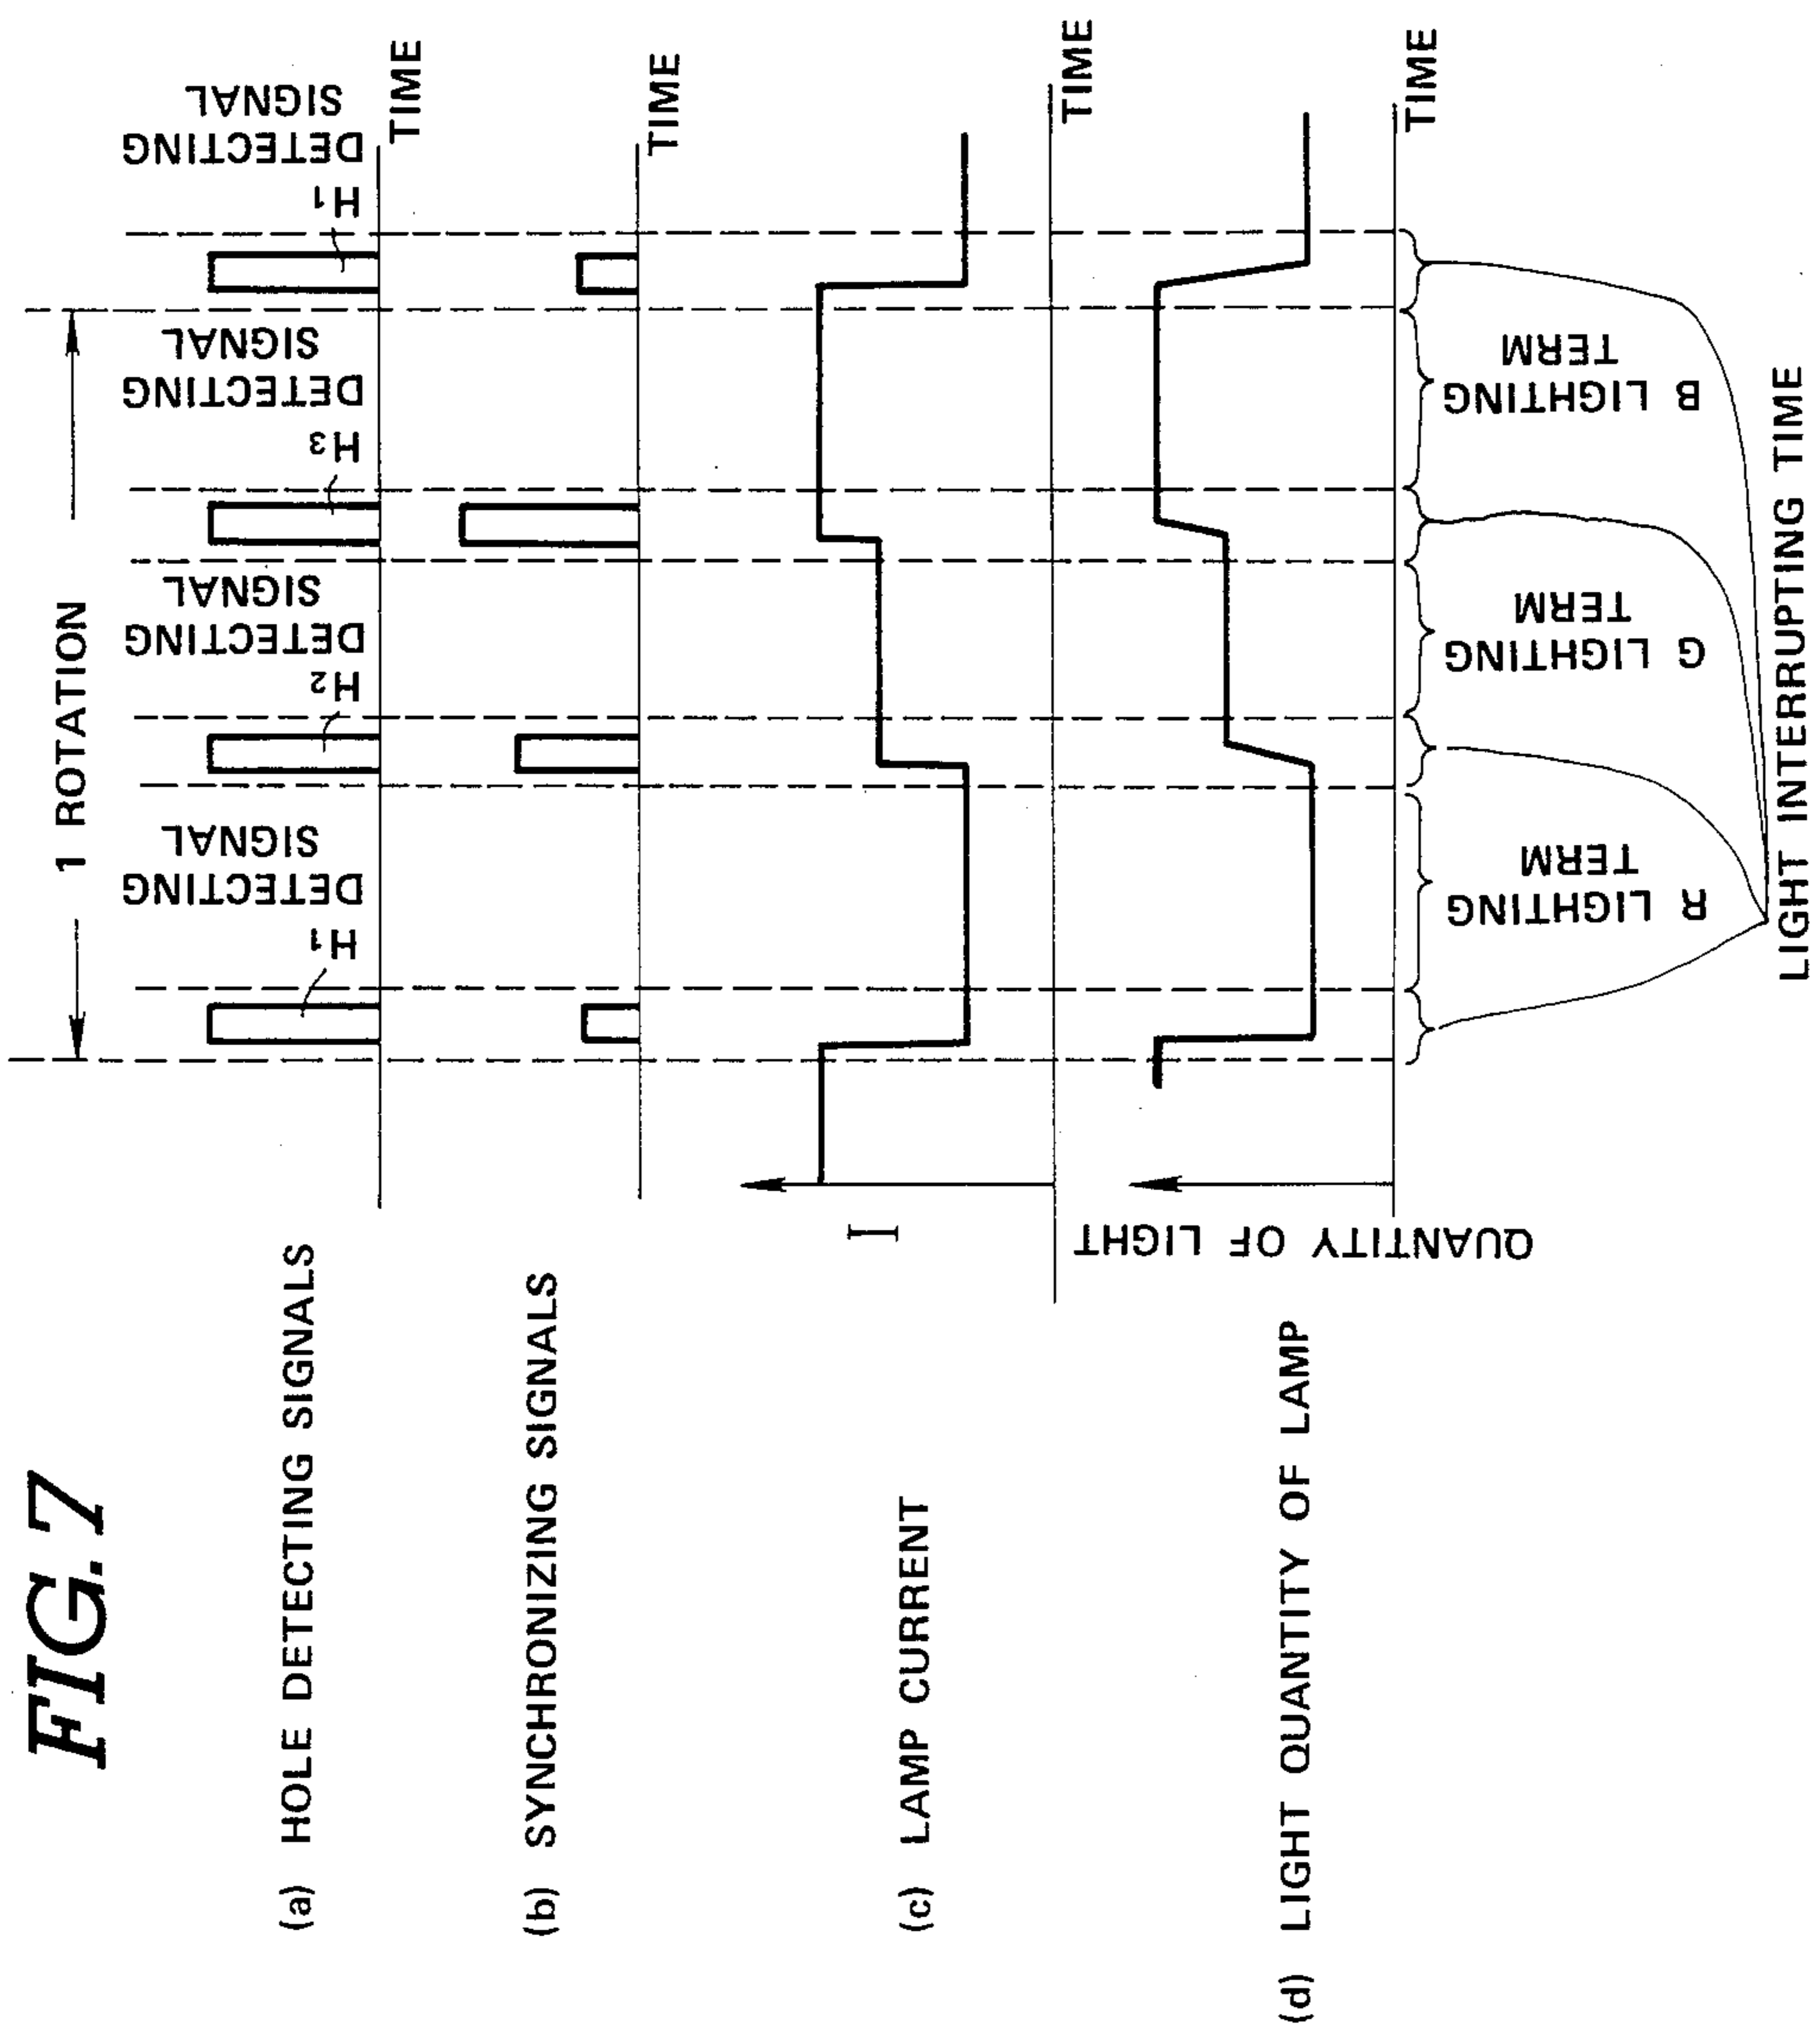 FIG. 7
1 ROTATION
(a) HOLE DETECTING SIGNALS
H1 DETECTING SIGNAL
H2 DETECTING SIGNAL
H3 DETECTING SIGNAL
H1 DETECTING SIGNAL
TIME
(b) SYNCHRONIZING SIGNALS
TIME
(c) LAMP CURRENT
I
TIME
(d) LIGHT QUANTITY OF LAMP
QUANTITY OF LIGHT
TIME
R LIGHTING
TERM
G LIGHTING
TERM
B LIGHTING
TERM
LIGHT INTERRUPTING TIME